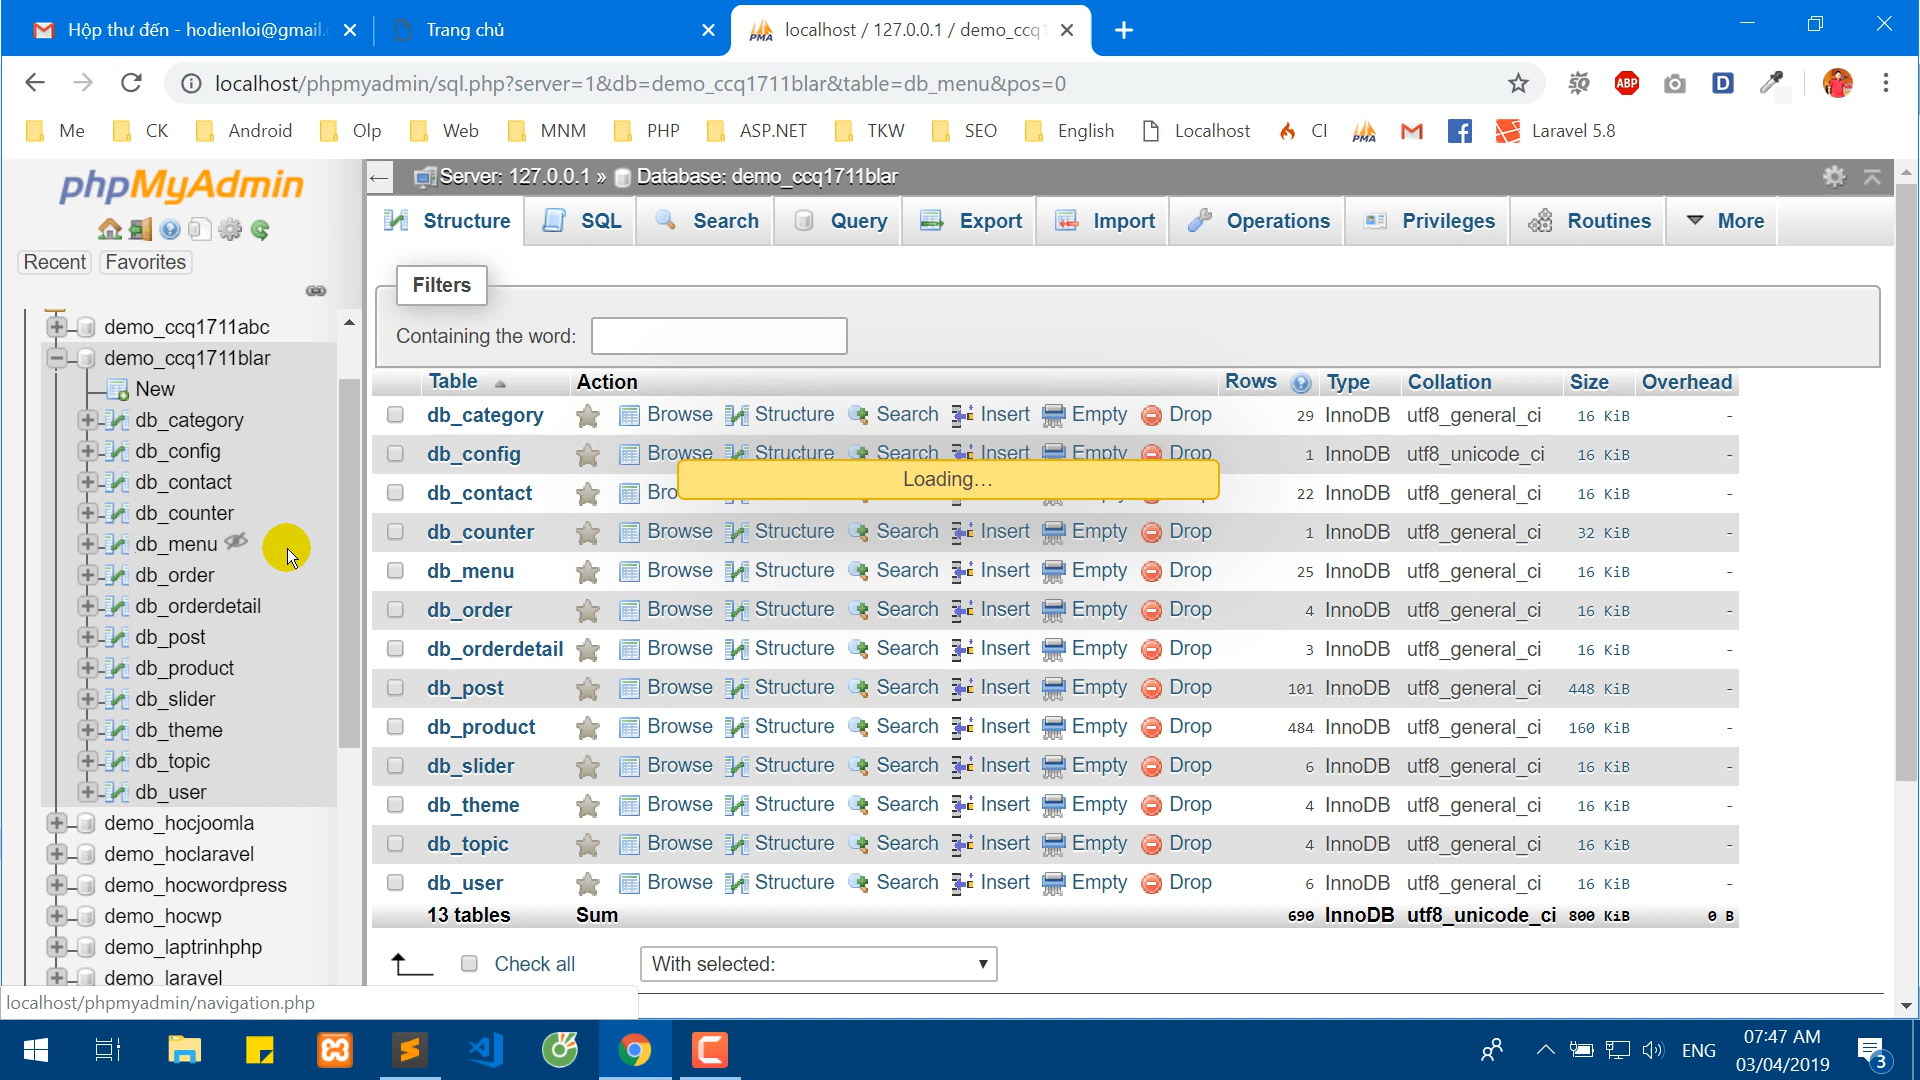 Hộp thư đến - hodienloi@gmail.
Trang chủ
localhost / 127.0.0.1 / demo_ccq1
localhost/phpmyadmin/sql.php?server=1&db=demo_ccq1711blar&table=db_menu&pos=0
ABP
D
Me CK Android Olp Web MNM PHP ASP.NET TKW SEO English Localhost CI PMA Laravel 5.8
phpMyAdmin
Recent Favorites
demo_ccq1711abc
demo_ccq1711blar
New
db_category
db_config
db_contact
db_counter
db_menu
db_order
db_orderdetail
db_post
db_product
db_slider
db_theme
db_topic
db_user
demo_hocjoomla
demo_hoclaravel
demo_hocwordpress
demo_hocwp
demo_laptrinhphp
demo_laravel
localhost/phpmyadmin/navigation.php
Server: 127.0.0.1 » Database: demo_ccq1711blar
Structure SQL Search Query Export Import Operations Privileges Routines More
Filters
Containing the word:
Table Action Rows Type Collation Size Overhead
db_category Browse Structure Search Insert Empty Drop 29 InnoDB utf8_general_ci 16 KiB -
db_config Browse Structure Search Insert Empty Drop 1 InnoDB utf8_unicode_ci 16 KiB -
Loading...
db_contact Bro 22 InnoDB utf8_general_ci 16 KiB -
db_counter Browse Structure Search Insert Empty Drop 1 InnoDB utf8_general_ci 32 KiB -
db_menu Browse Structure Search Insert Empty Drop 25 InnoDB utf8_general_ci 16 KiB -
db_order Browse Structure Search Insert Empty Drop 4 InnoDB utf8_general_ci 16 KiB -
db_orderdetail Browse Structure Search Insert Empty Drop 3 InnoDB utf8_general_ci 16 KiB -
db_post Browse Structure Search Insert Empty Drop 101 InnoDB utf8_general_ci 448 KiB -
db_product Browse Structure Search Insert Empty Drop 484 InnoDB utf8_general_ci 160 KiB -
db_slider Browse Structure Search Insert Empty Drop 6 InnoDB utf8_general_ci 16 KiB -
db_theme Browse Structure Search Insert Empty Drop 4 InnoDB utf8_general_ci 16 KiB -
db_topic Browse Structure Search Insert Empty Drop 4 InnoDB utf8_general_ci 16 KiB -
db_user Browse Structure Search Insert Empty Drop 6 InnoDB utf8_general_ci 16 KiB -
13 tables Sum 690 InnoDB utf8_unicode_ci 800 KiB 0 B
Check all With selected:
ENG
07:47 AM
03/04/2019
3